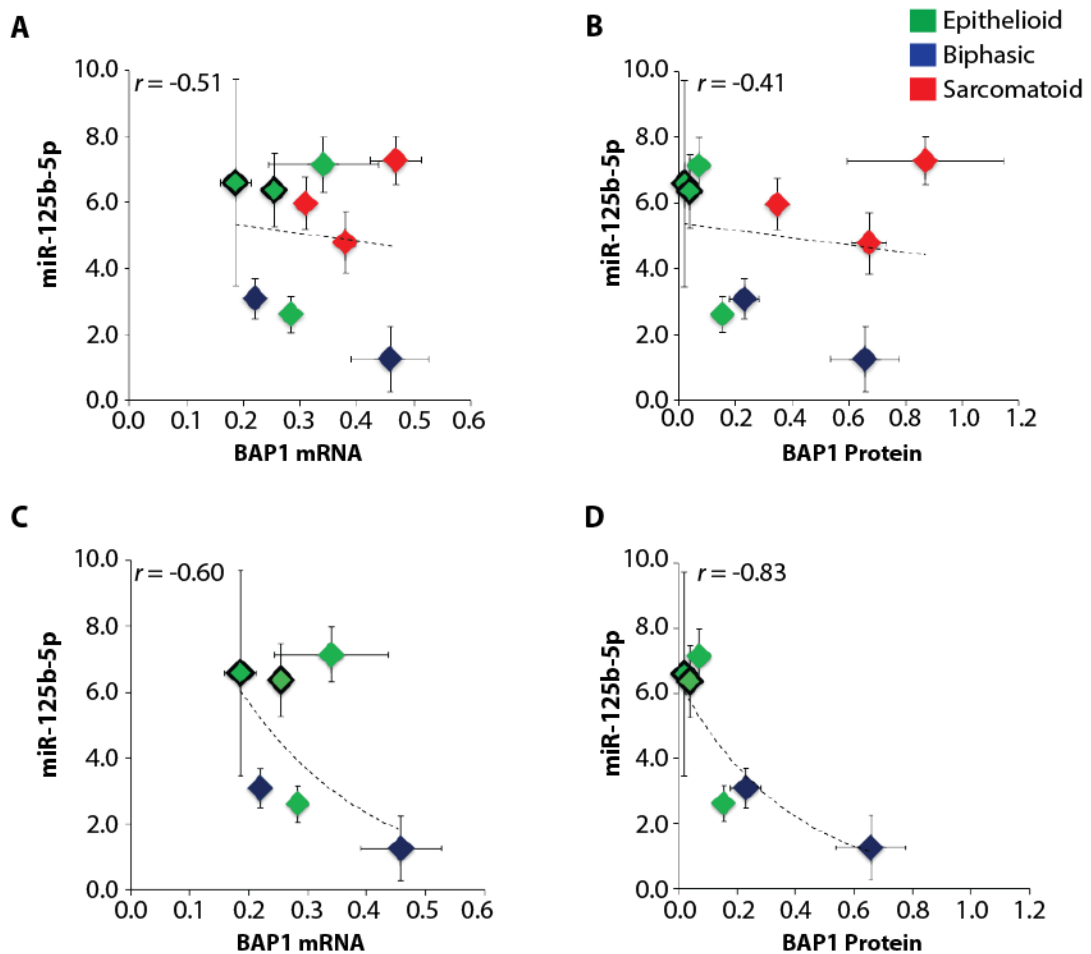 A
B
Epithelioid
Biphasic
Sarcomatoid
r = -0.51
r = -0.41
miR-125b-5p
10.0
8.0
6.0
4.0
2.0
0.0
0.0 0.1 0.2 0.3 0.4 0.5 0.6
BAP1 mRNA
miR-125b-5p
10.0
8.0
6.0
4.0
2.0
0.0
0.0 0.2 0.4 0.6 0.8 1.0 1.2
BAP1 Protein
C
D
r = -0.60
r = -0.83
miR-125b-5p
10.0
8.0
6.0
4.0
2.0
0.0
0.0 0.1 0.2 0.3 0.4 0.5 0.6
BAP1 mRNA
miR-125b-5p
10.0
8.0
6.0
4.0
2.0
0.0
0.0 0.2 0.4 0.6 0.8 1.0 1.2
BAP1 Protein